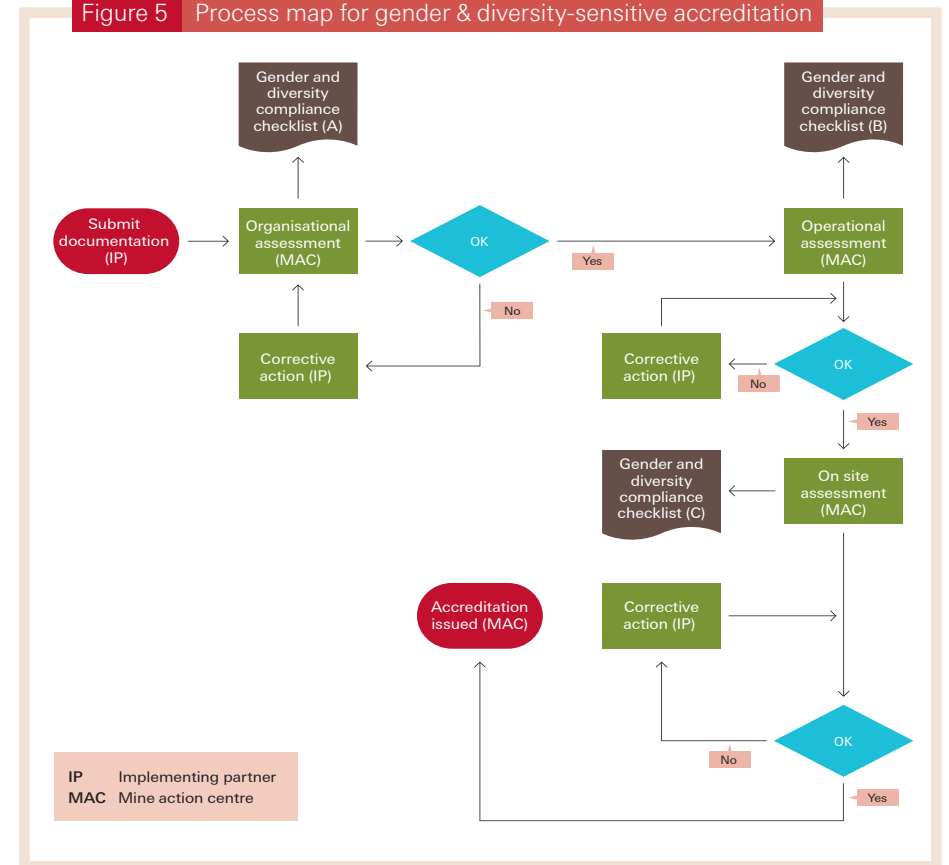 Figure 5 Process map for gender & diversity-sensitive accreditation
Gender and
diversity
compliance
checklist (A)
Gender and
diversity
compliance
checklist (B)
Submit
documentation
(IP)
Organisational
assessment
(MAC)
OK
Yes
Operational
assessment
(MAC)
No
Corrective
action (IP)
Corrective
action (IP)
No
OK
Yes
Gender and
diversity
compliance
checklist (C)
On site
assessment
(MAC)
Accreditation
issued (MAC)
Corrective
action (IP)
No
OK
Yes
IP Implementing partner
MAC Mine action centre